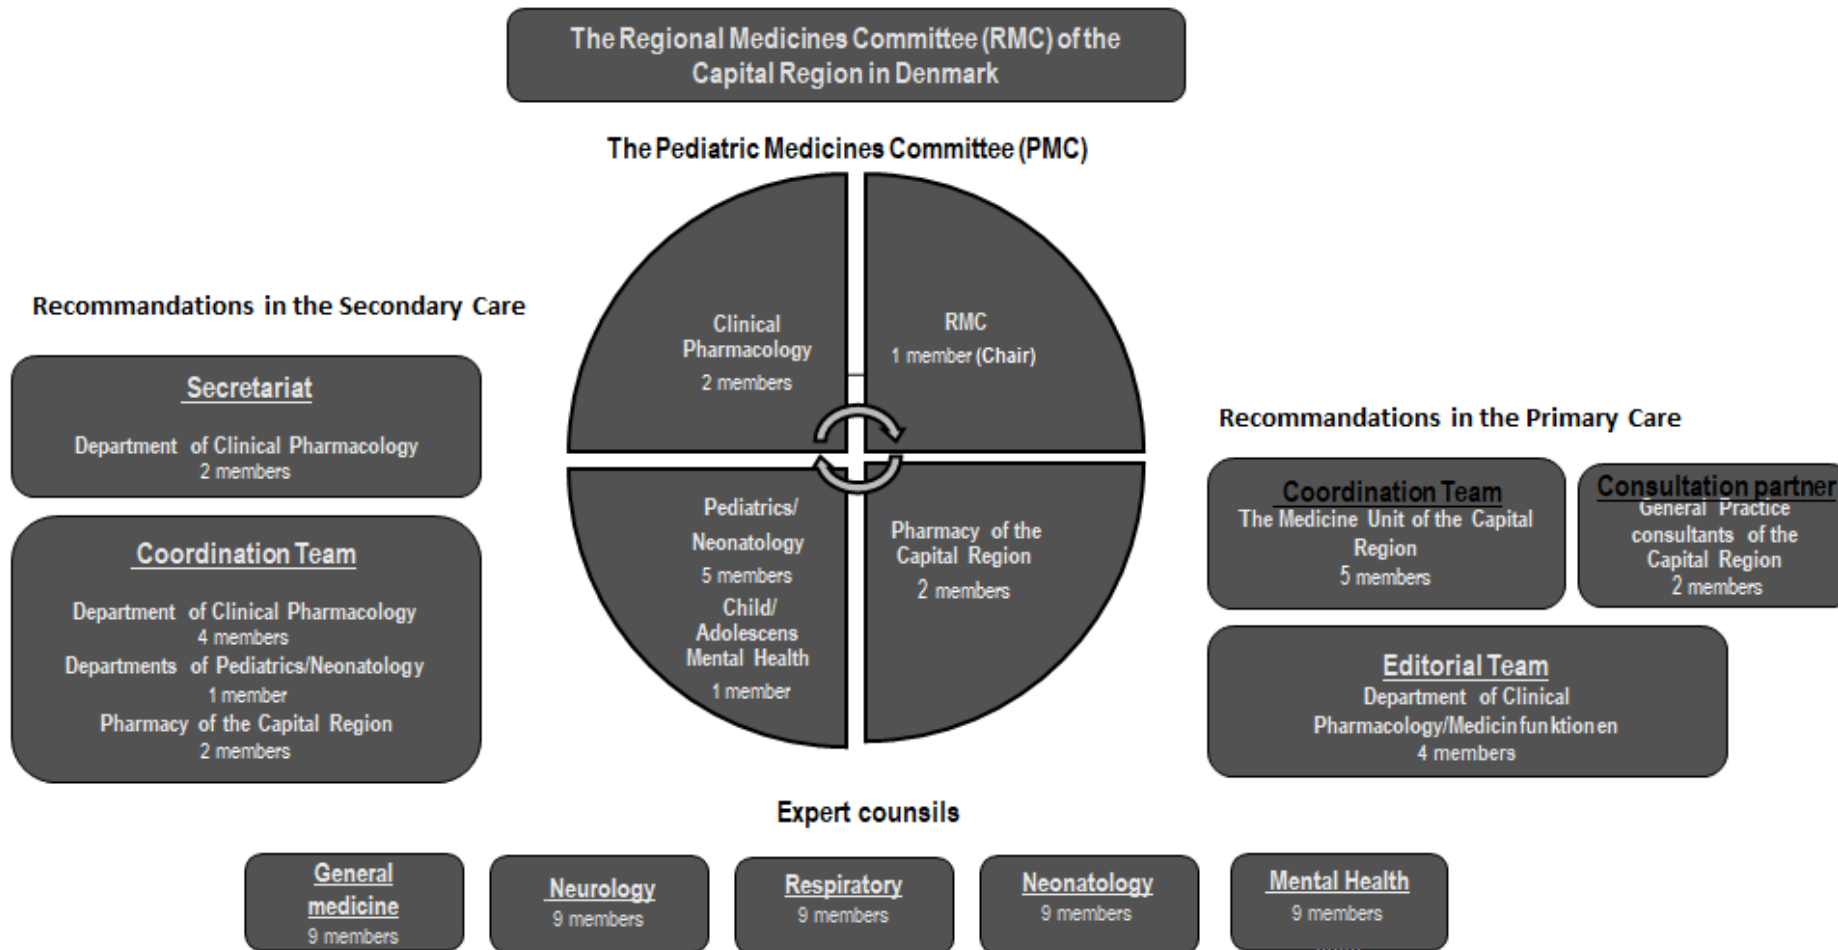 The Regional Medicines Committee (RMC) of the
Capital Region in Denmark
The Pediatric Medicines Committee (PMC)
Clinical
Pharmacology
2 members
RMC
1 member (Chair)
Pediatrics/
Neonatology
5 members
Child/
Adolescens
Mental Health
1 member
Pharmacy of the
Capital Region
2 members
Recommandations in the Secondary Care
Secretariat
Department of Clinical Pharmacology
2 members
Coordination Team
Department of Clinical Pharmacology
4 members
Departments of Pediatrics/Neonatology
1 member
Pharmacy of the Capital Region
2 members
Recommandations in the Primary Care
Coordination Team
The Medicine Unit of the Capital
Region
5 members
Consultation partner
General Practice
consultants of the
Capital Region
2 members
Editorial Team
Department of Clinical
Pharmacology/Medicinfunktionen
4 members
Expert counsils
General
medicine
9 members
Neurology
9 members
Respiratory
9 members
Neonatology
9 members
Mental Health
9 members